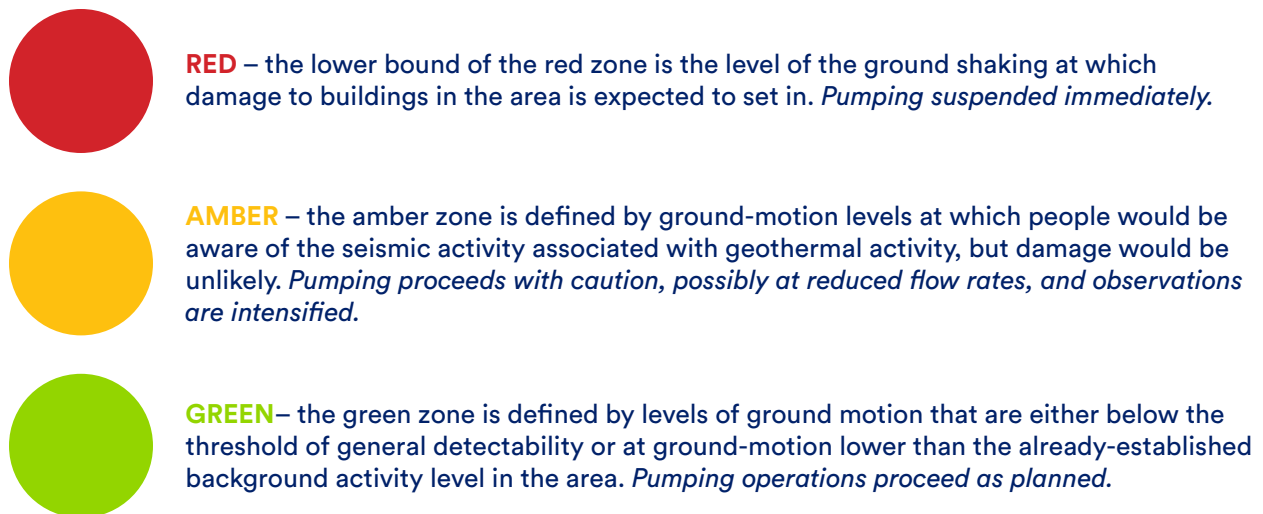 RED – the lower bound of the red zone is the level of the ground shaking at which
damage to buildings in the area is expected to set in. Pumping suspended immediately.
AMBER – the amber zone is defined by ground-motion levels at which people would be
aware of the seismic activity associated with geothermal activity, but damage would be
unlikely. Pumping proceeds with caution, possibly at reduced flow rates, and observations
are intensified.
GREEN– the green zone is defined by levels of ground motion that are either below the
threshold of general detectability or at ground-motion lower than the already-established
background activity level in the area. Pumping operations proceed as planned.